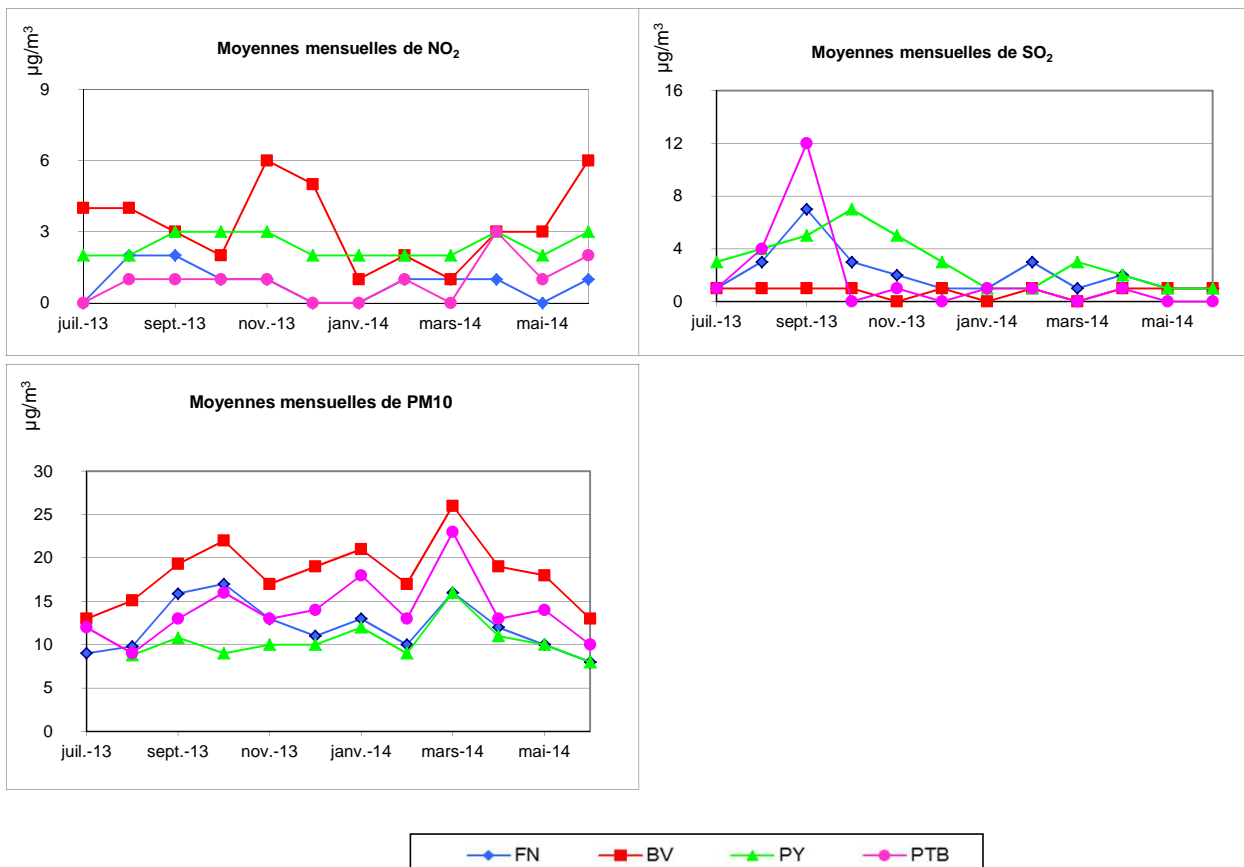 µg/m³
Moyennes mensuelles de NO₂
9
6
3
0
juil.-13 sept.-13 nov.-13 janv.-14 mars-14 mai-14
µg/m³
Moyennes mensuelles de SO₂
16
12
8
4
0
juil.-13 sept.-13 nov.-13 janv.-14 mars-14 mai-14
µg/m³
Moyennes mensuelles de PM10
30
25
20
15
10
5
0
juil.-13 sept.-13 nov.-13 janv.-14 mars-14 mai-14
FN BV PY PTB